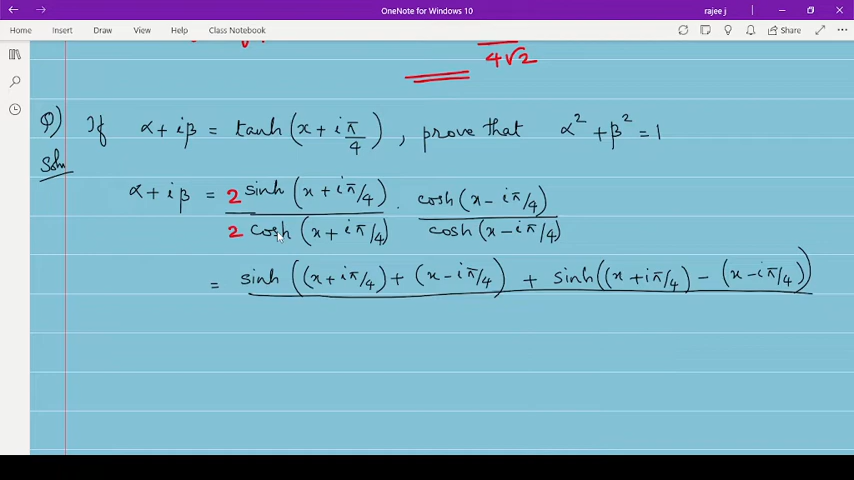 OneNote for Windows 10
rajee j
Home Insert Draw View Help Class Notebook Share
4√2
Q) If α + iβ = tanh (x + i π/4), prove that α² + β² = 1
Soln
α + iβ = 2 sinh (x + iπ/4) / 2 cosh (x + iπ/4) · cosh (x - iπ/4) / cosh (x - iπ/4)
= sinh ((x + iπ/4) + (x - iπ/4)) + sinh ((x + iπ/4) - (x - iπ/4))